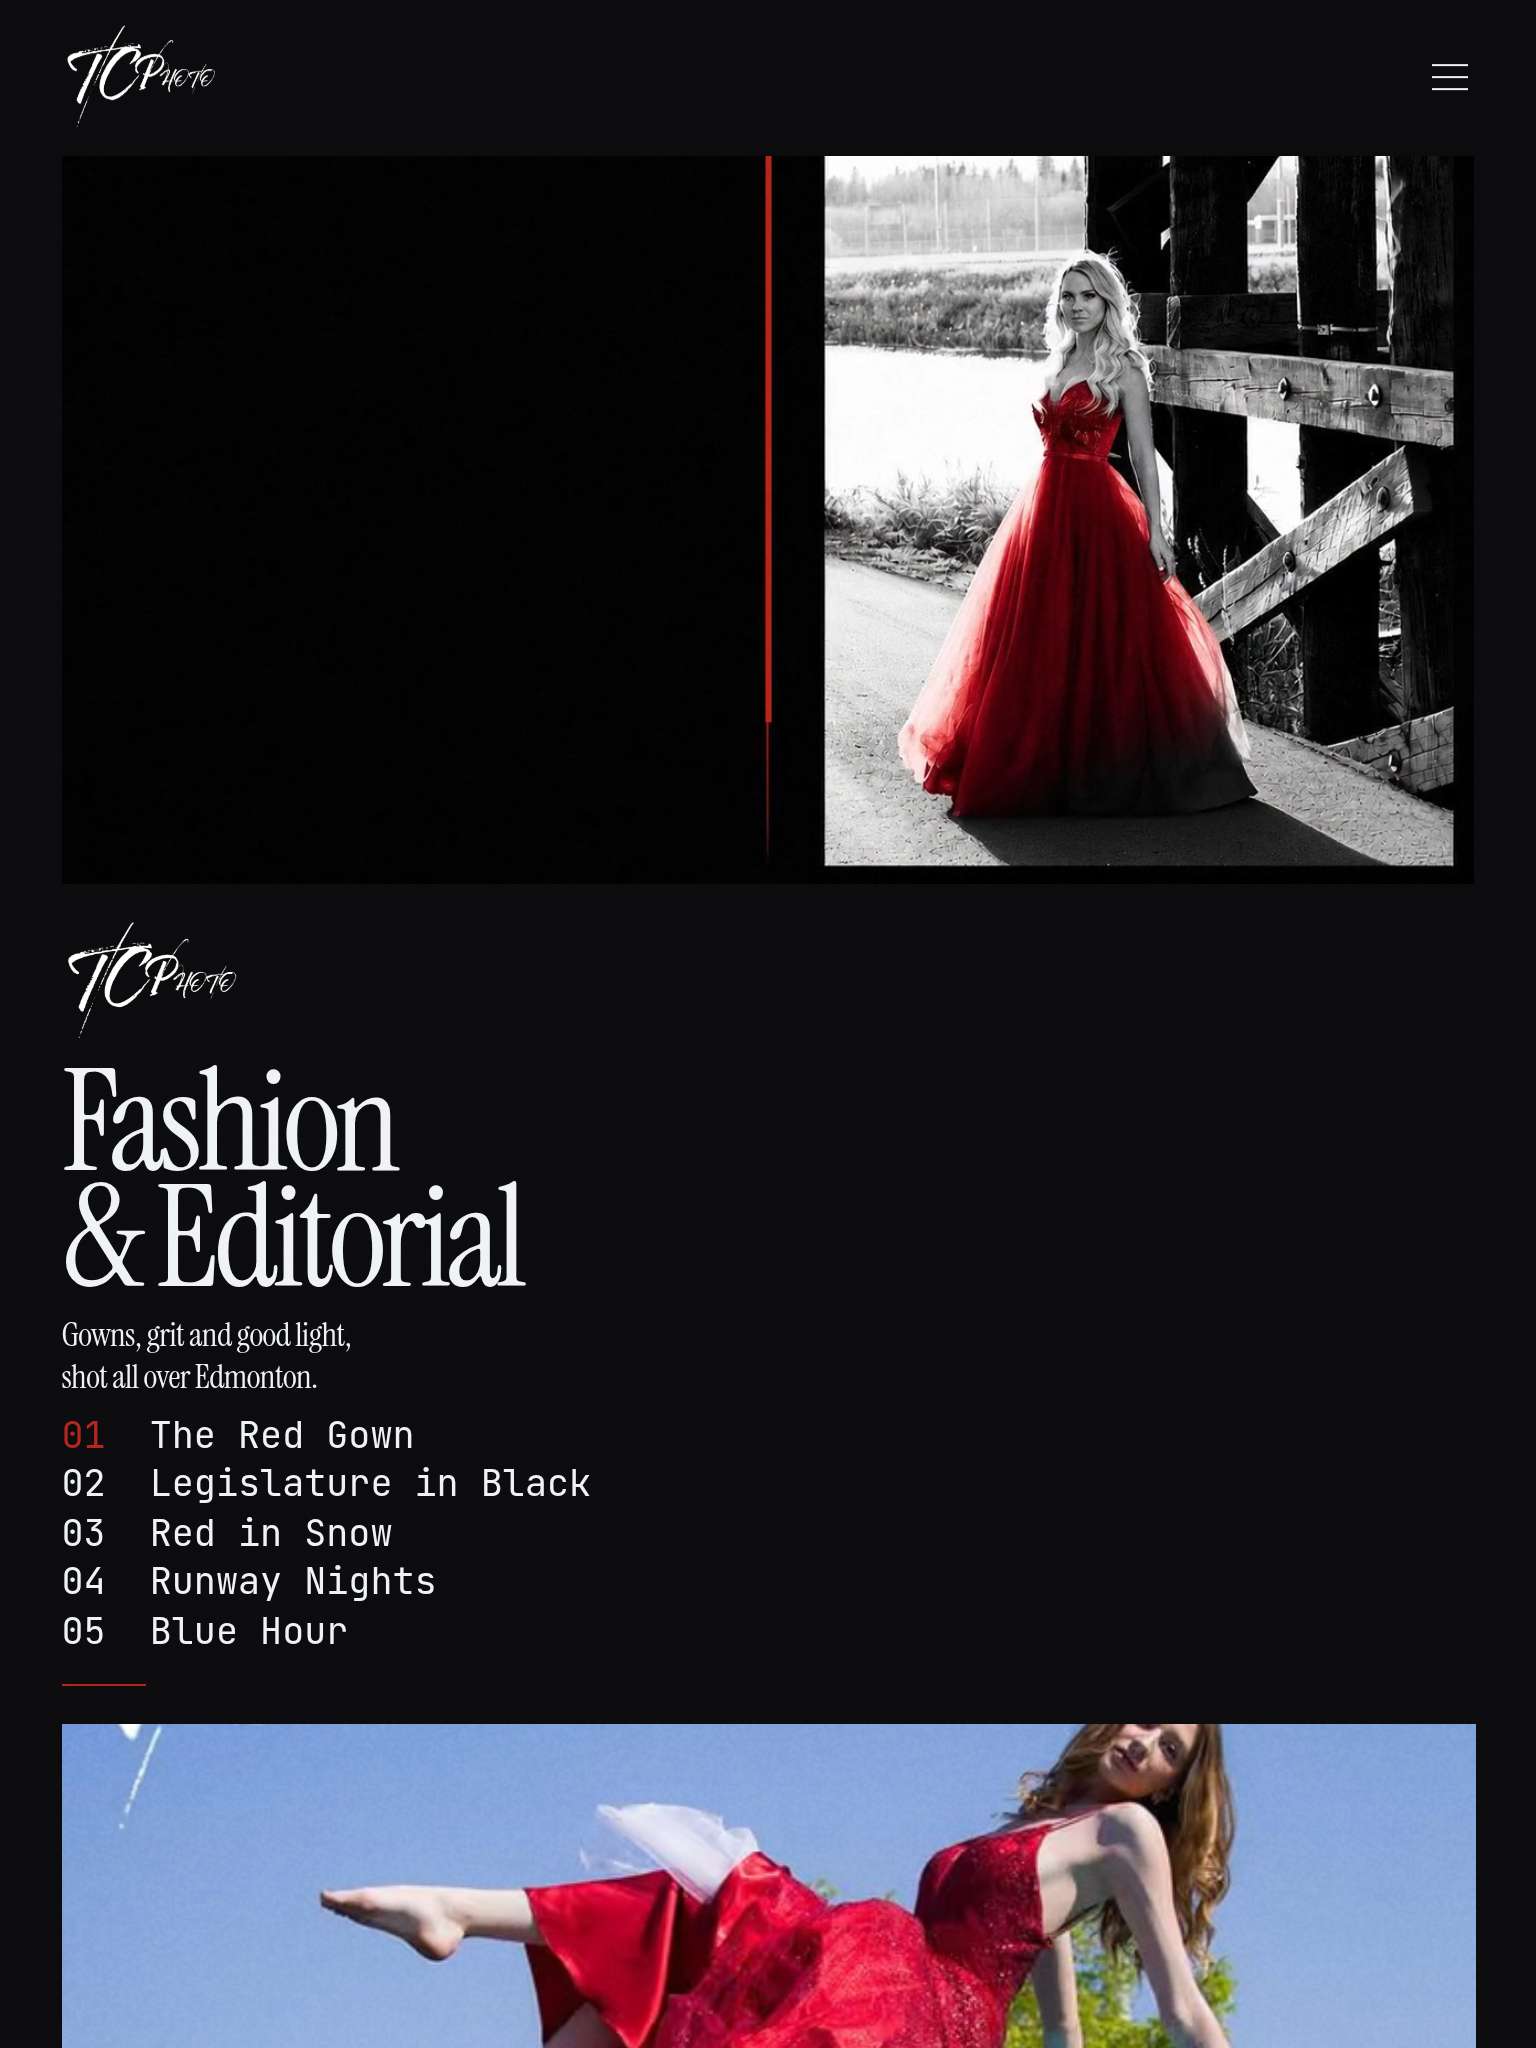 TCPHOTO
TCPHOTO
Fashion
& Editorial
Gowns, grit and good light,
shot all over Edmonton.
01 The Red Gown
02 Legislature in Black
03 Red in Snow
04 Runway Nights
05 Blue Hour